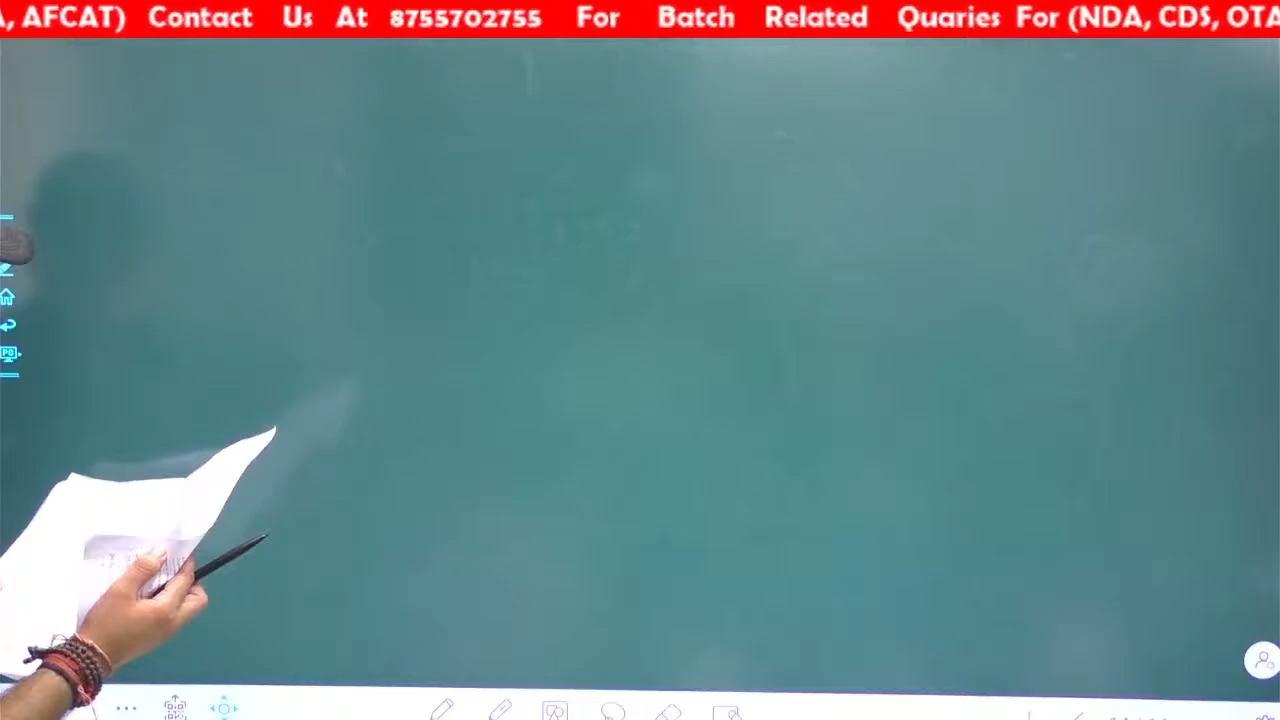 A, AFCAT) Contact Us At 8755702755 For Batch Related Quaries For (NDA, CDS, OTA